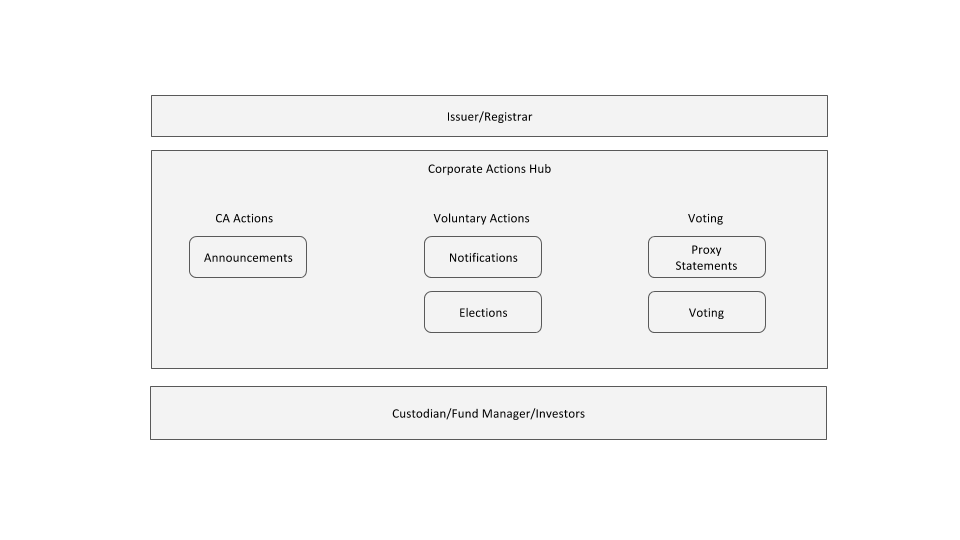 Issuer/Registrar
Corporate Actions Hub
CA Actions
Voluntary Actions
Voting
Announcements
Notifications
Proxy
Statements
Elections
Voting
Custodian/Fund Manager/Investors